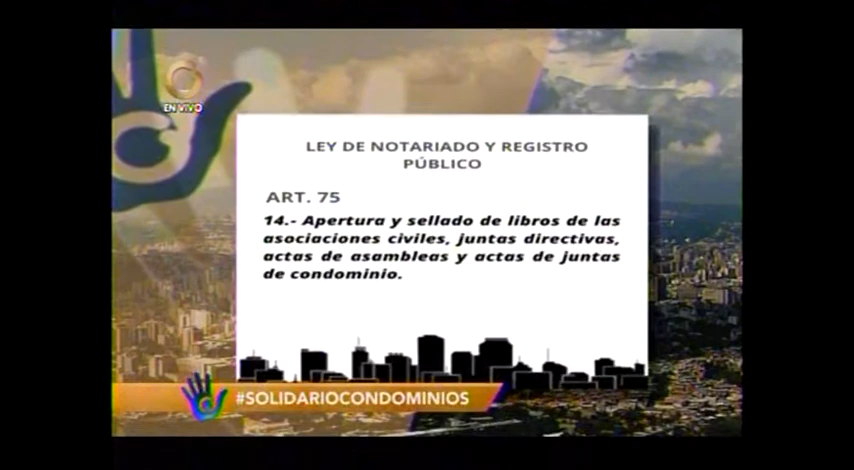 EN VIVO
LEY DE NOTARIADO Y REGISTRO
PÚBLICO
ART. 75
14.- Apertura y sellado de libros de las
asociaciones civiles, juntas directivas,
actas de asambleas y actas de juntas
de condominio.
#SOLIDARIOCONDOMINIOS